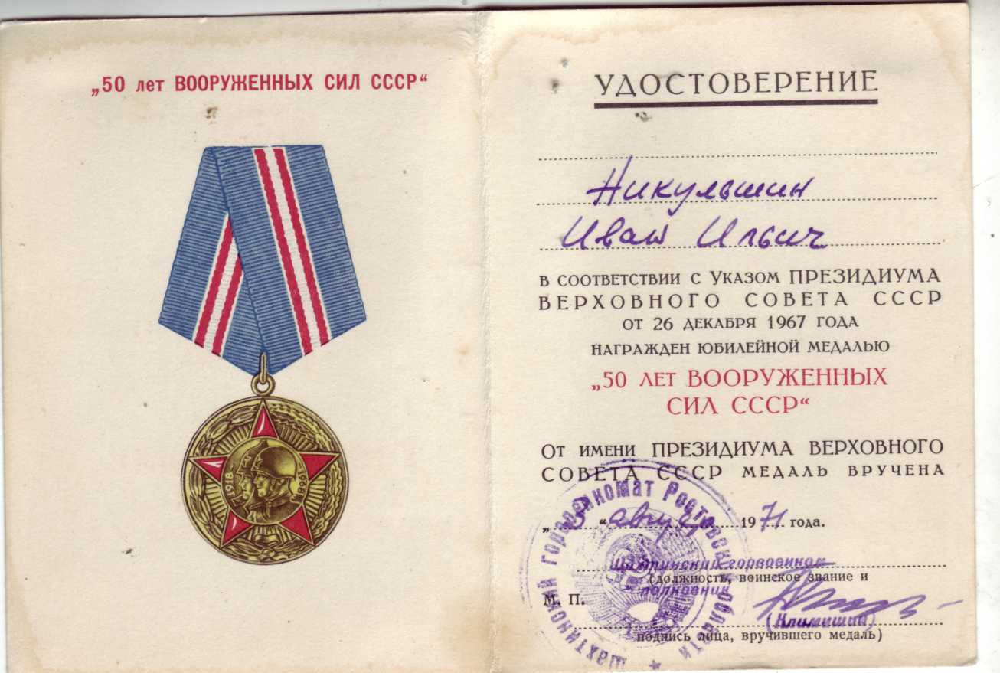 „50 лет ВООРУЖЕННЫХ СИЛ СССР“
1918
1968
УДОСТОВЕРЕНИЕ
Никульшин
Иван Ильич
В СООТВЕТСТВИИ С УКАЗОМ ПРЕЗИДИУМА
ВЕРХОВНОГО СОВЕТА СССР
ОТ 26 ДЕКАБРЯ 1967 ГОДА
НАГРАЖДЕН ЮБИЛЕЙНОЙ МЕДАЛЬЮ
„50 ЛЕТ ВООРУЖЕННЫХ
СИЛ СССР“
ОТ ИМЕНИ ПРЕЗИДИУМА ВЕРХОВНОГО
СОВЕТА СССР МЕДАЛЬ ВРУЧЕНА
„ 3 “ августа 1971 года.
Шахтинский горвоенком
(должность, воинское звание и
полковник
М. П.
(Климешин)
подпись лица, вручившего медаль)
Шахтинский горвоенкомат Ростовской области